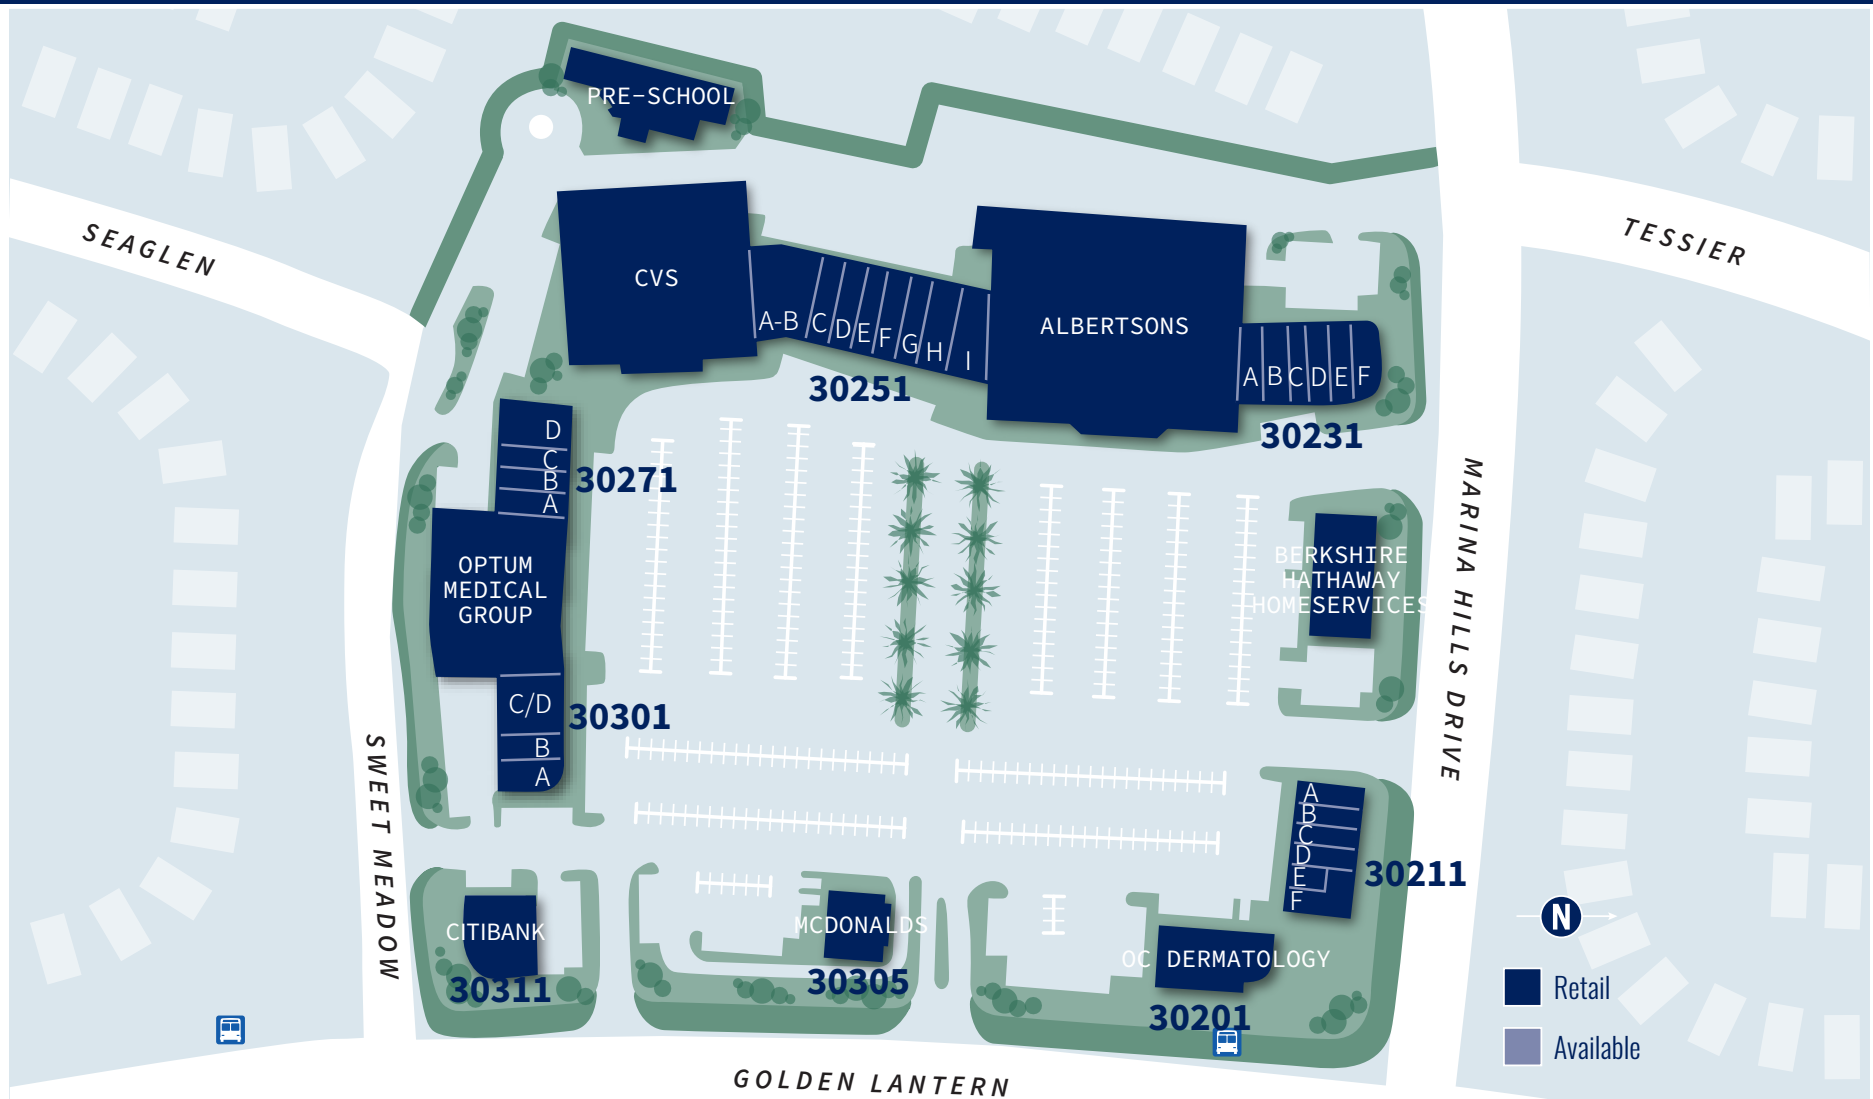 PRE-SCHOOL
SEAGLEN
TESSIER
CVS
A-B
C
D
E
F
G
H
I
ALBERTSONS
A
B
C
D
E
F
30251
30231
D
C
B
A
30271
OPTUM
MEDICAL
GROUP
BERKSHIRE
HATHAWAY
HOMESERVICES
MARINA HILLS DRIVE
C/D
B
A
30301
SWEET MEADOW
A
B
C
D
E
F
30211
CITIBANK
30311
MCDONALDS
30305
OC DERMATOLOGY
30201
N
Retail
Available
GOLDEN LANTERN